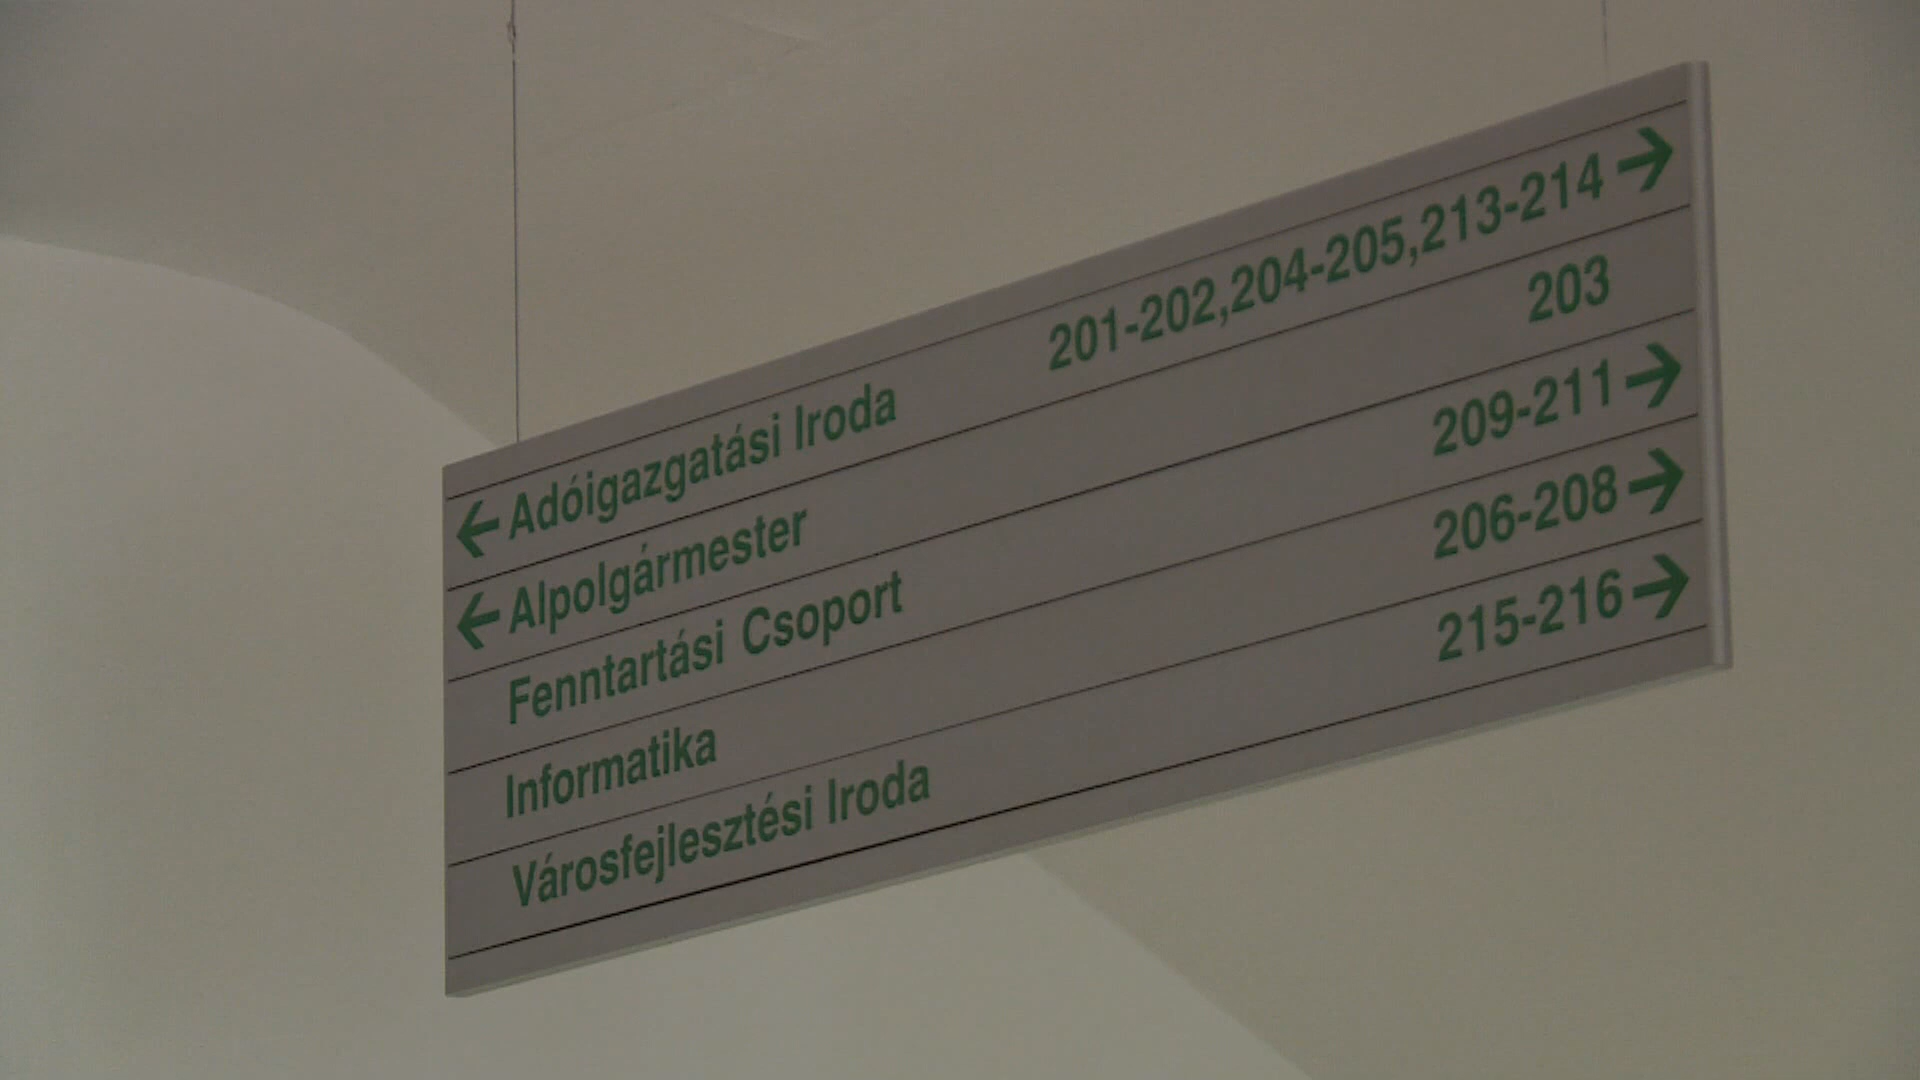 ← Adóigazgatási Iroda 201-202,204-205,213-214 →
← Alpolgármester 203
Fenntartási Csoport 209-211 →
Informatika 206-208 →
Városfejlesztési Iroda 215-216 →